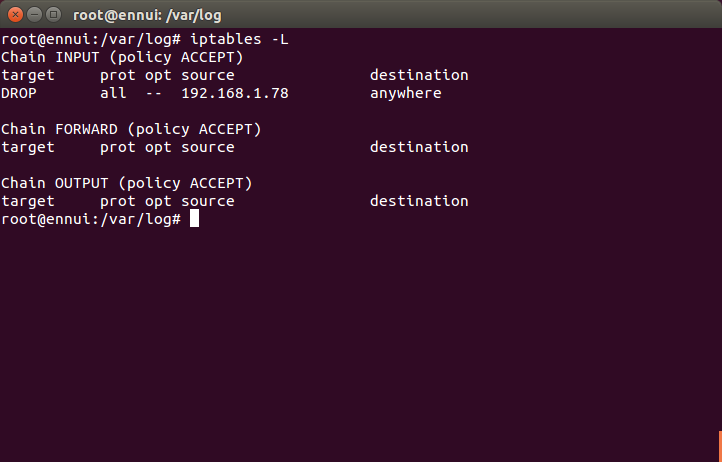 root@ennui: /var/log
root@ennui:/var/log# iptables -L
Chain INPUT (policy ACCEPT)
target     prot opt source               destination
DROP       all  --  192.168.1.78         anywhere

Chain FORWARD (policy ACCEPT)
target     prot opt source               destination

Chain OUTPUT (policy ACCEPT)
target     prot opt source               destination
root@ennui:/var/log#